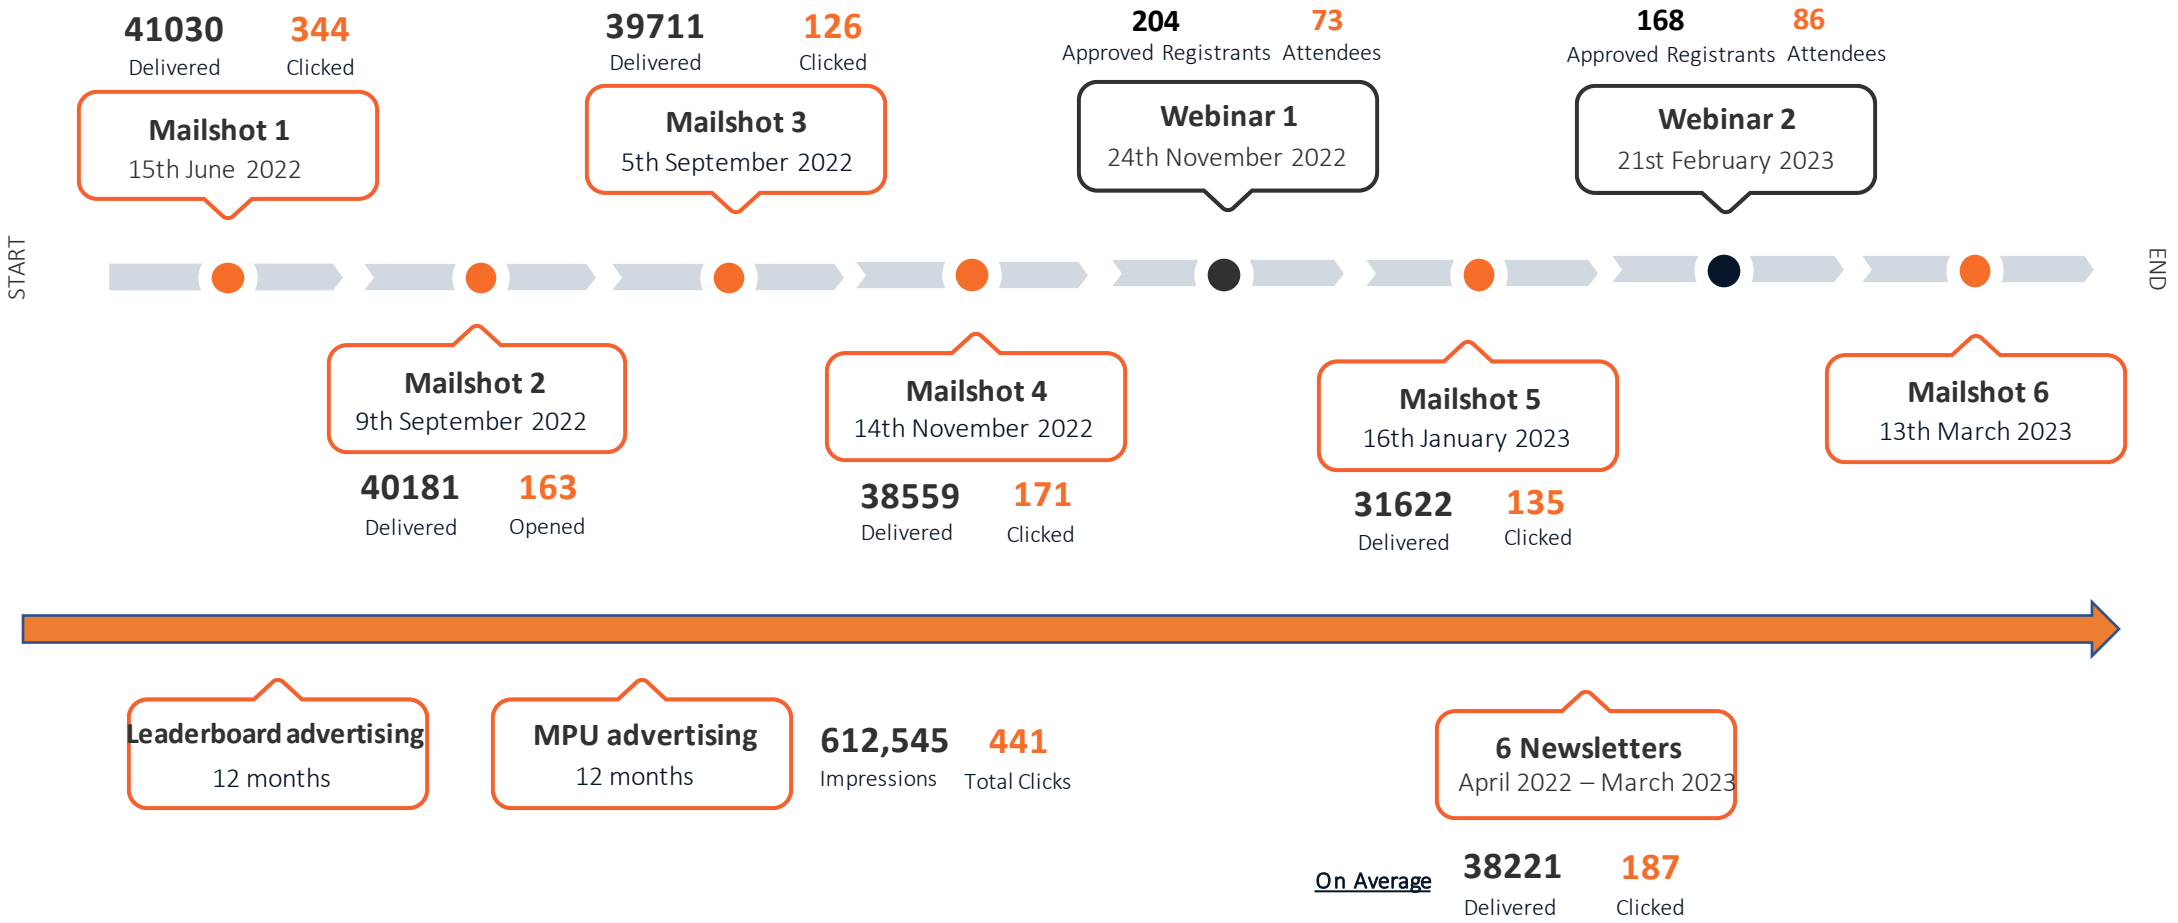 41030 344
Delivered Clicked
Mailshot 1
15th June 2022
39711 126
Delivered Clicked
Mailshot 3
5th September 2022
204 73
Approved Registrants Attendees
Webinar 1
24th November 2022
168 86
Approved Registrants Attendees
Webinar 2
21st February 2023
START
END
Mailshot 2
9th September 2022
40181 163
Delivered Opened
Mailshot 4
14th November 2022
38559 171
Delivered Clicked
Mailshot 5
16th January 2023
31622 135
Delivered Clicked
Mailshot 6
13th March 2023
Leaderboard advertising
12 months
MPU advertising
12 months
612,545 441
Impressions Total Clicks
6 Newsletters
April 2022 – March 2023
On Average
38221 187
Delivered Clicked